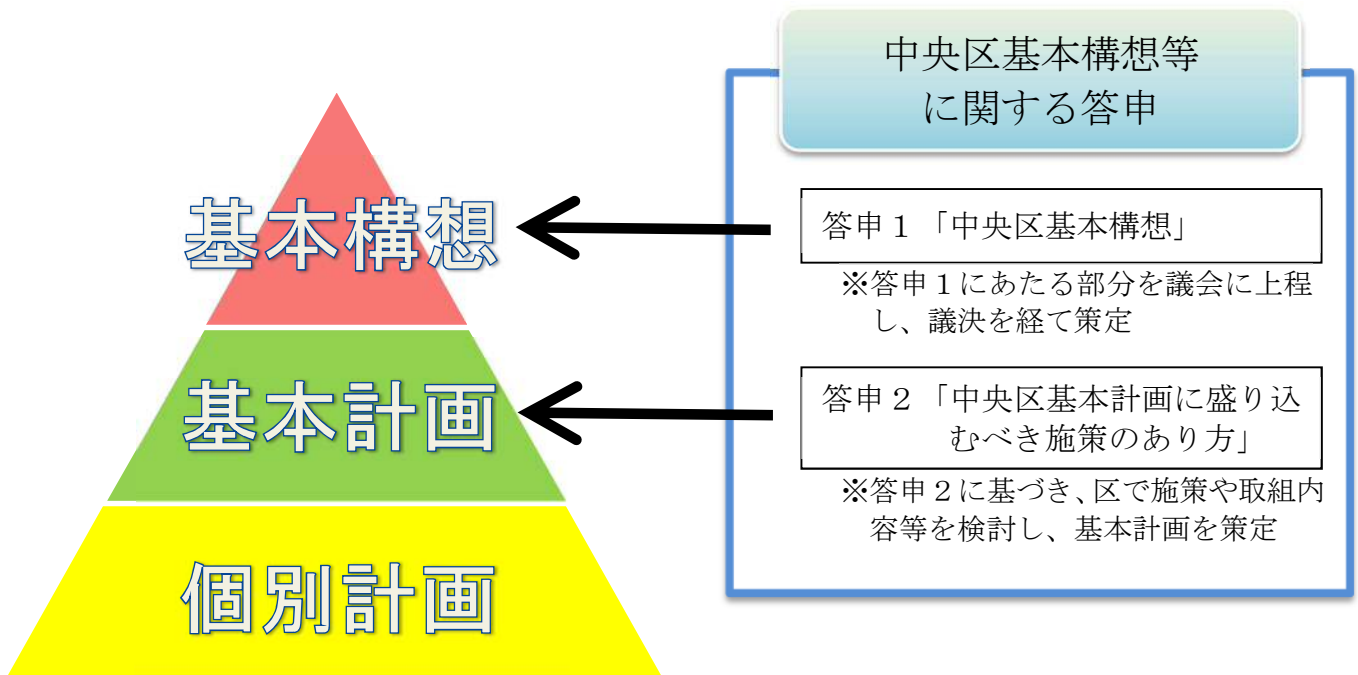 中央区基本構想等
に関する答申
基本構想
答申１「中央区基本構想」
※答申１にあたる部分を議会に上程
し、議決を経て策定
基本計画
答申２「中央区基本計画に盛り込
むべき施策のあり方」
※答申２に基づき、区で施策や取組内
容等を検討し、基本計画を策定
個別計画